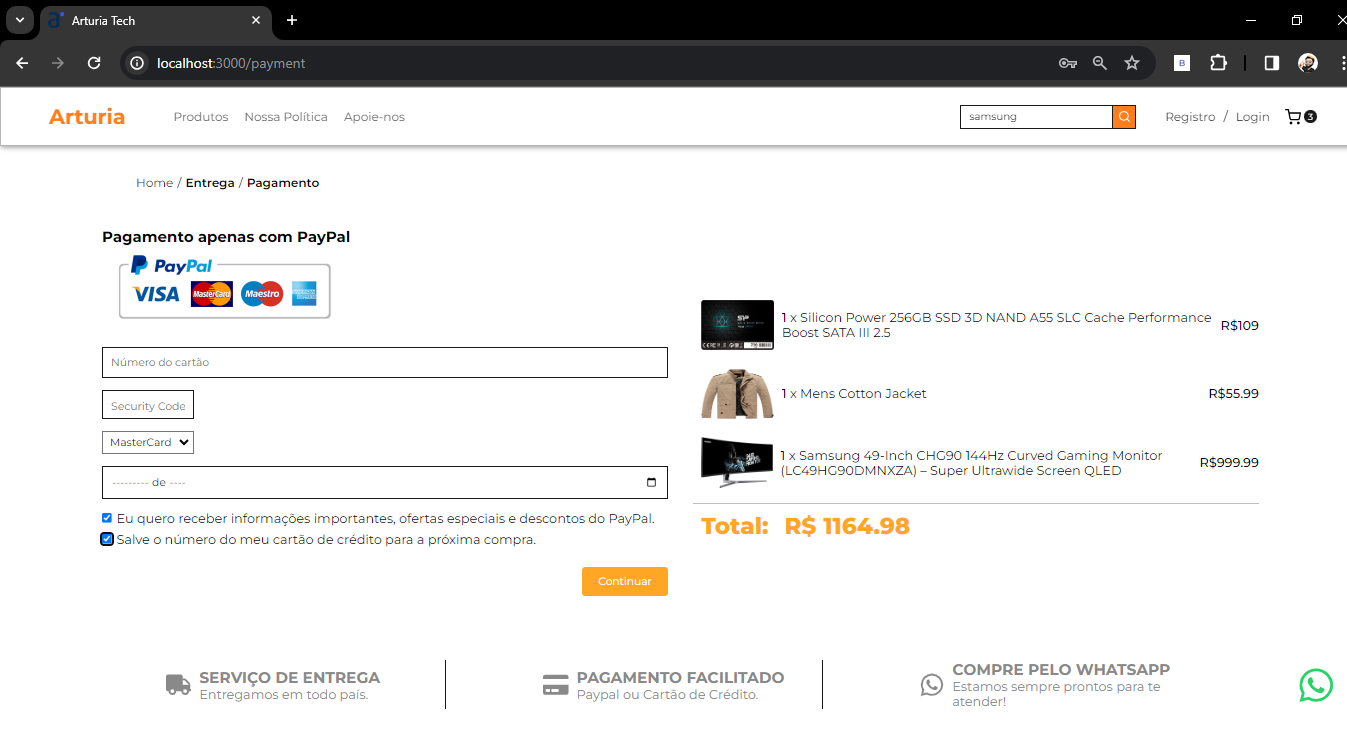 Arturia Tech
localhost:3000/payment
B
Arturia
Produtos
Nossa Política
Apoie-nos
samsung
Registro / Login
3
Home / Entrega / Pagamento
Pagamento apenas com PayPal
PayPal
VISA
MasterCard
Maestro
Número do cartão
Security Code
MasterCard
--------- de ----
Eu quero receber informações importantes, ofertas especiais e descontos do PayPal.
Salve o número do meu cartão de crédito para a próxima compra.
Continuar
1 x Silicon Power 256GB SSD 3D NAND A55 SLC Cache Performance
Boost SATA III 2.5
R$109
1 x Mens Cotton Jacket
R$55.99
1 x Samsung 49-Inch CHG90 144Hz Curved Gaming Monitor
(LC49HG90DMNXZA) – Super Ultrawide Screen QLED
R$999.99
Total: R$ 1164.98
SERVIÇO DE ENTREGA
Entregamos em todo país.
PAGAMENTO FACILITADO
Paypal ou Cartão de Crédito.
COMPRE PELO WHATSAPP
Estamos sempre prontos para te
atender!